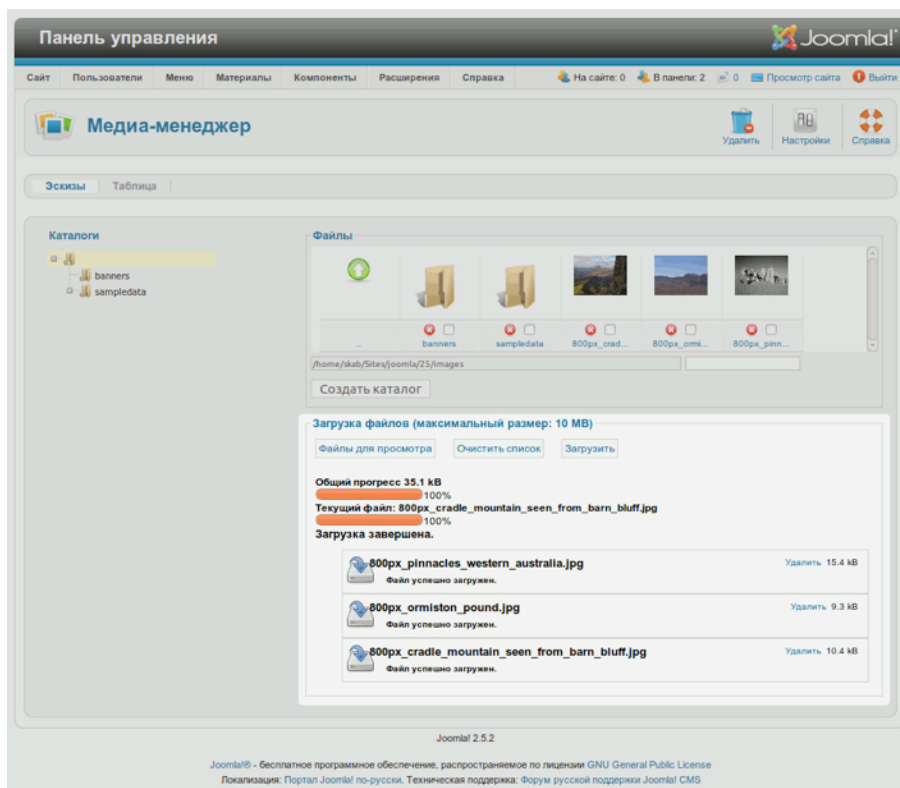 Панель управления
Joomla!
Сайт Пользователи Меню Материалы Компоненты Расширения Справка На сайте: 0 В панели: 2 0 Просмотр сайта Выйти
Медиа-менеджер
Удалить Настройки Справка
Эскизы Таблица
Каталоги
banners
sampledata
Файлы
.. banners sampledata 800px_crad... 800px_ormi... 800px_pinn...
/home/skab/Sites/joomla/25/images
Создать каталог
Загрузка файлов (максимальный размер: 10 MB)
Файлы для просмотра Очистить список Загрузить
Общий прогресс 35.1 kB
100%
Текущий файл: 800px_cradle_mountain_seen_from_barn_bluff.jpg
100%
Загрузка завершена.
800px_pinnacles_western_australia.jpg Удалить 15.4 kB
Файл успешно загружен.
800px_ormiston_pound.jpg Удалить 9.3 kB
Файл успешно загружен.
800px_cradle_mountain_seen_from_barn_bluff.jpg Удалить 10.4 kB
Файл успешно загружен.
Joomla! 2.5.2
Joomla!® - бесплатное программное обеспечение, распространяемое по лицензии GNU General Public License
Локализация: Портал Joomla! по-русски. Техническая поддержка: Форум русской поддержки Joomla! CMS